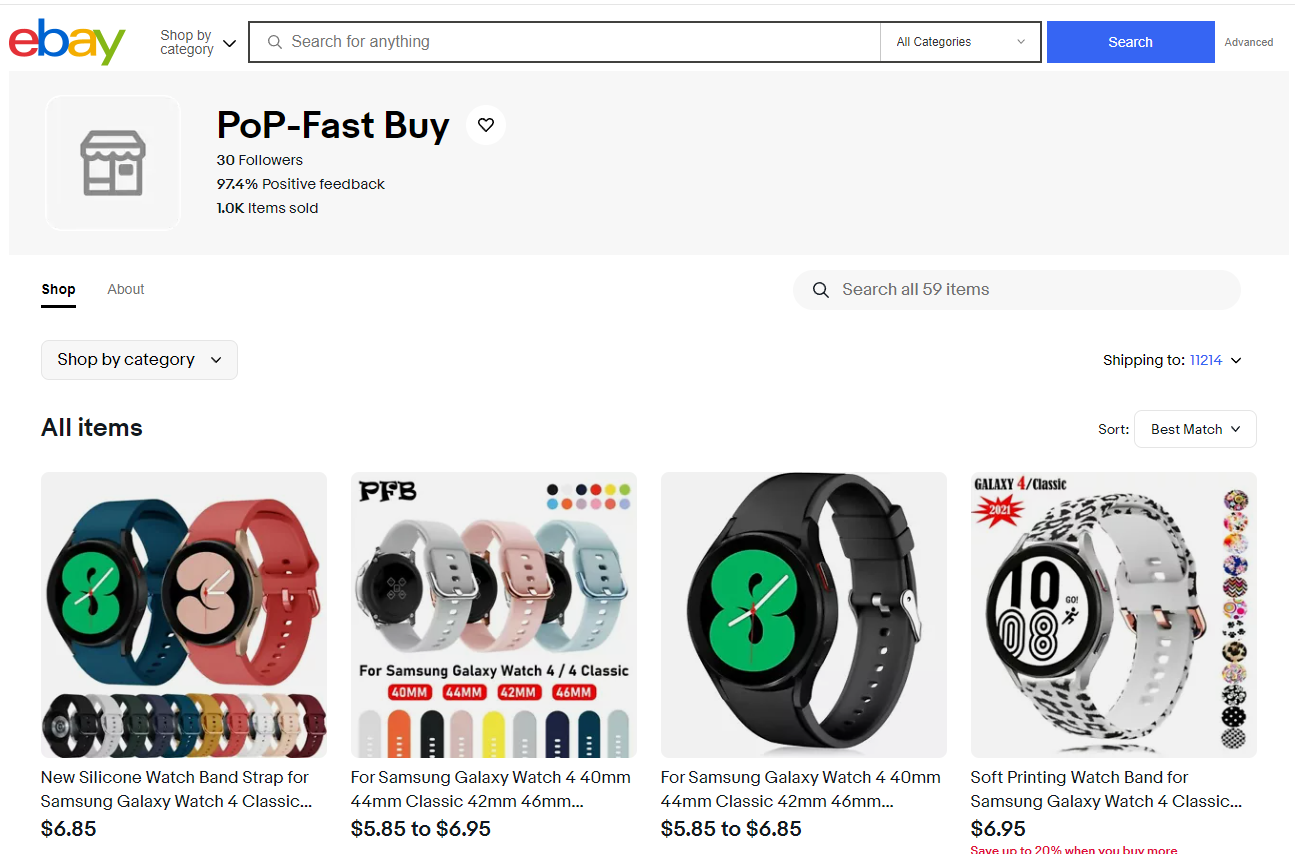 ebay
Shop by
category
Search for anything
All Categories
Search
Advanced
PoP-Fast Buy
30 Followers
97.4% Positive feedback
1.0K Items sold
Shop
About
Search all 59 items
Shop by category
Shipping to: 11214
All items
Sort: Best Match
PFB
For Samsung Galaxy Watch 4 / 4 Classic
40MM 44MM 42MM 46MM
GALAXY 4/Classic
2021
10
08
GO!
New Silicone Watch Band Strap for
Samsung Galaxy Watch 4 Classic...
$6.85
For Samsung Galaxy Watch 4 40mm
44mm Classic 42mm 46mm...
$5.85 to $6.95
For Samsung Galaxy Watch 4 40mm
44mm Classic 42mm 46mm...
$5.85 to $6.85
Soft Printing Watch Band for
Samsung Galaxy Watch 4 Classic...
$6.95
Save up to 20% when you buy more